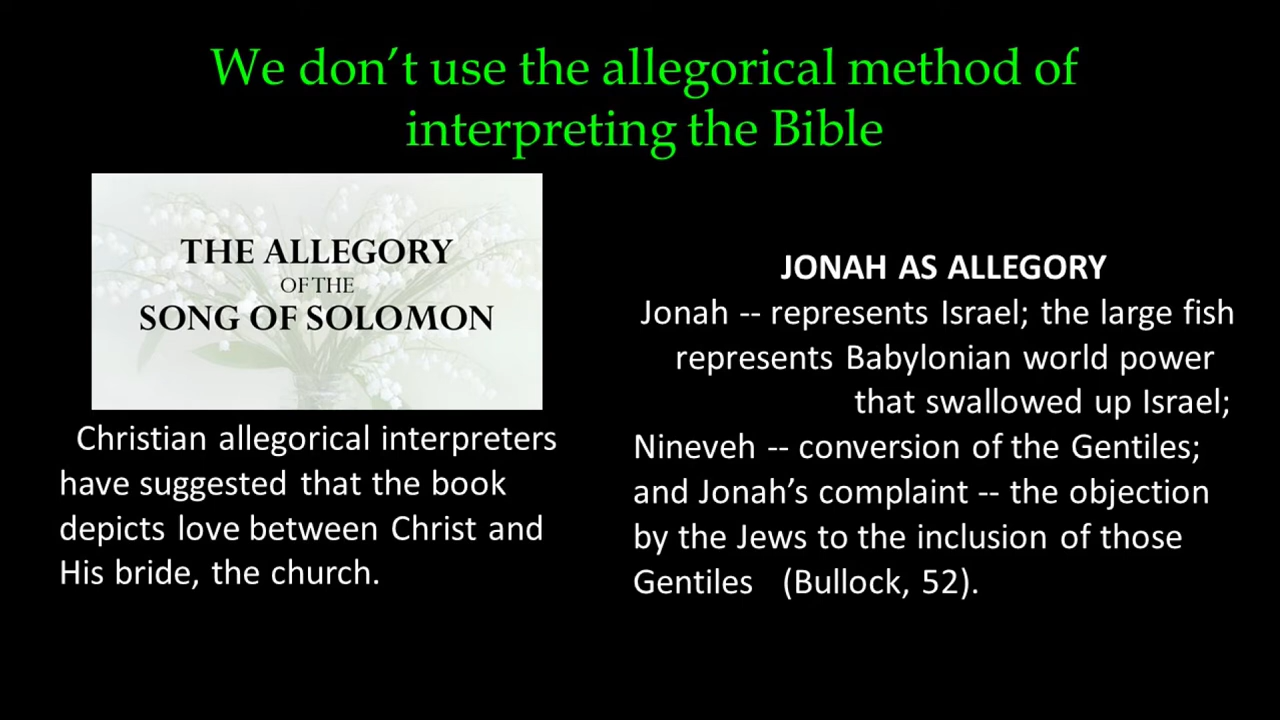 We don’t use the allegorical method of
interpreting the Bible
THE ALLEGORY
OF THE
SONG OF SOLOMON
Christian allegorical interpreters
have suggested that the book
depicts love between Christ and
His bride, the church.
JONAH AS ALLEGORY
Jonah -- represents Israel; the large fish
represents Babylonian world power
that swallowed up Israel;
Nineveh -- conversion of the Gentiles;
and Jonah’s complaint -- the objection
by the Jews to the inclusion of those
Gentiles (Bullock, 52).